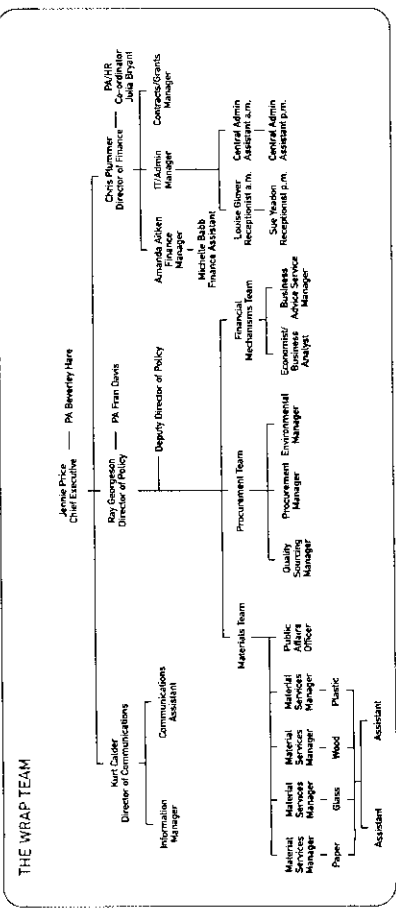 THE WRAP TEAM
Jennie Price
Chief Executive
PA Beverley Hare
Kurt Calder
Director of Communications
Ray Georgeson
Director of Policy
PA Fran Davis
Chris Plummer
Director of Finance
PA/HR
Co-ordinator
Julia Bryant
Information
Manager
Communications
Assistant
Deputy Director of Policy
Amanda Aitken
Finance
Manager
IT/Admin
Manager
Contracts/Grants
Manager
Michelle Babb
Finance Assistant
Materials Team
Procurement Team
Financial
Mechanisms Team
Louise Glover
Receptionist a.m.
Central Admin
Assistant a.m.
Sue Yeadon
Receptionist p.m.
Central Admin
Assistant p.m.
Material
Services
Manager
Material
Services
Manager
Material
Services
Manager
Material
Services
Manager
Public
Affairs
Officer
Quality
Sourcing
Manager
Procurement
Manager
Environmental
Manager
Economist/
Business
Analyst
Business
Advice Service
Manager
Paper
Glass
Wood
Plastic
Assistant
Assistant